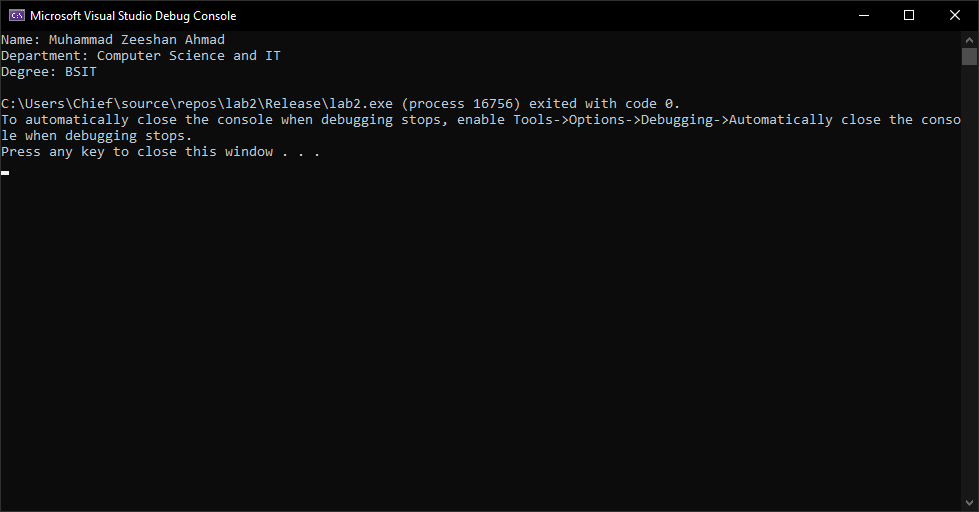 Microsoft Visual Studio Debug Console
Name: Muhammad Zeeshan Ahmad
Department: Computer Science and IT
Degree: BSIT
C:\Users\Chief\source\repos\lab2\Release\lab2.exe (process 16756) exited with code 0.
To automatically close the console when debugging stops, enable Tools->Options->Debugging->Automatically close the conso
le when debugging stops.
Press any key to close this window . . .